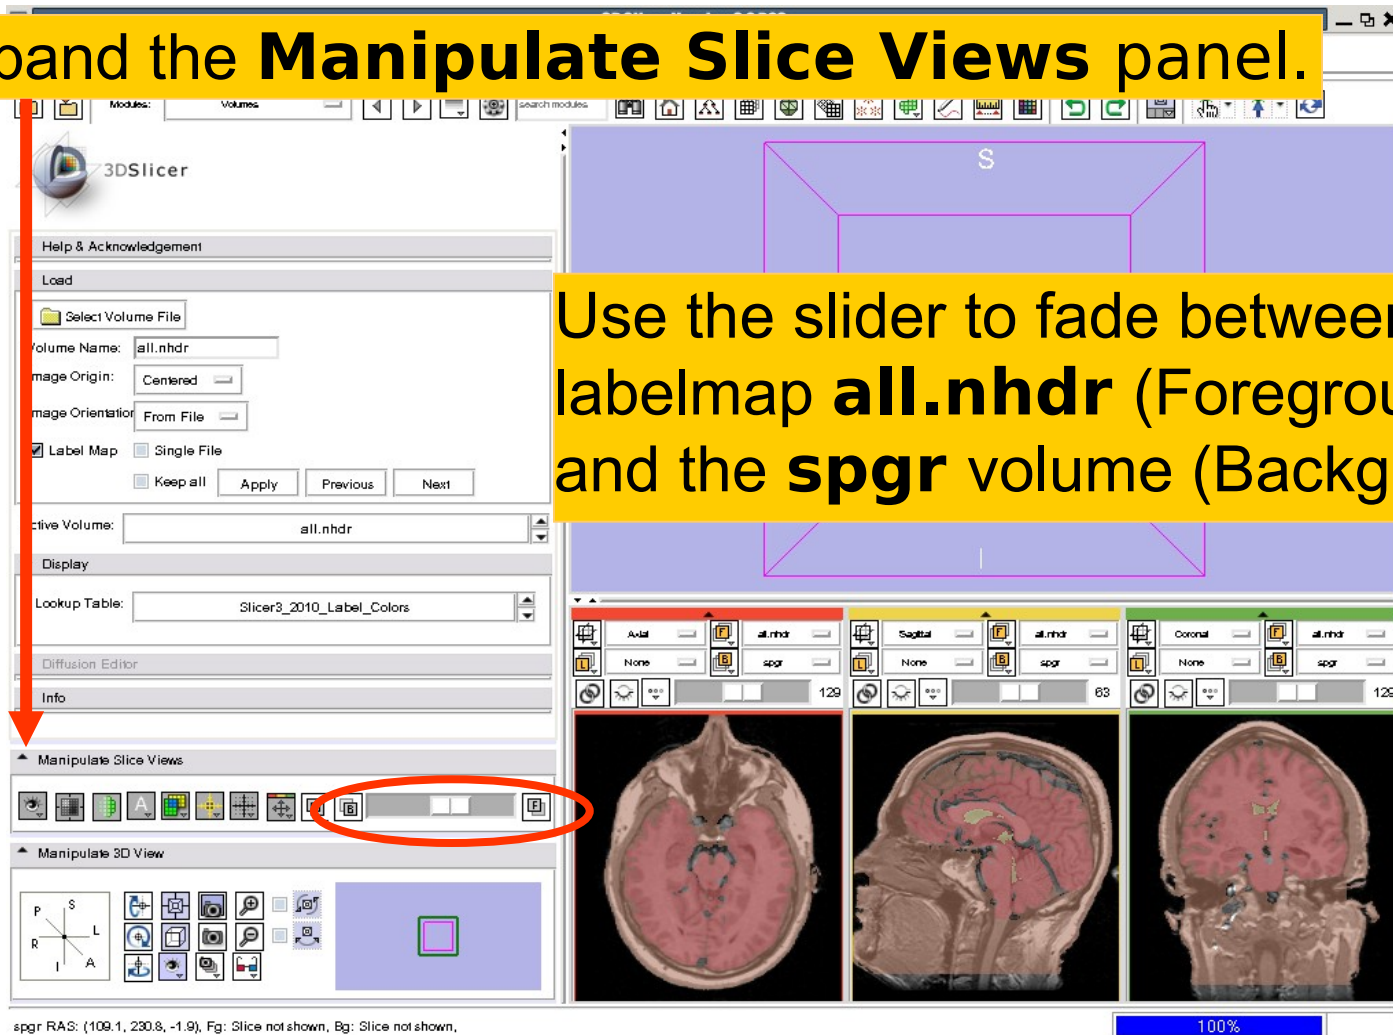 pand the Manipulate Slice Views panel.
Modules: Volumes search modules
3DSlicer
S
Help & Acknowledgement
Load
Select Volume File
Volume Name: all.nhdr
mage Origin: Centered
mage Orientation From File
Label Map Single File
Keep all Apply Previous Next
ctive Volume: all.nhdr
Display
Lookup Table: Slicer3_2010_Label_Colors
Diffusion Editor
Info
Use the slider to fade between
labelmap all.nhdr (Foregrou
and the spgr volume (Backg
I
Axial F all.nhdr
L None B spgr
129
Sagittal F all.nhdr
L None B spgr
63
Coronal F all.nhdr
L None B spgr
129
Manipulate Slice Views
A B F
Manipulate 3D View
P S
R L
I A
spgr RAS: (109.1, 230.8, -1.9), Fg: Slice not shown, Bg: Slice not shown,
100%